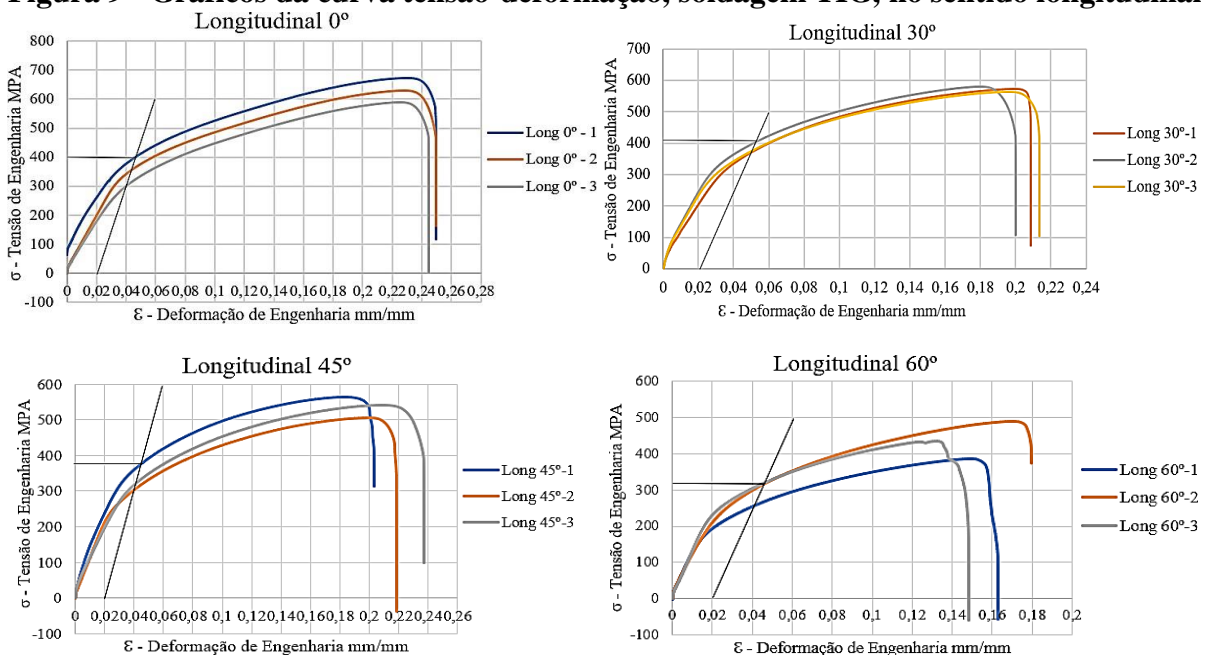 Figura 9 – Gráficos da curva tensão-deformação, soldagem TIG, no sentido longitudinal
Longitudinal 0º
800
700
600
500
400
300
200
100
0
-100
σ - Tensão de Engenharia MPA
0 0,02 0,04 0,06 0,08 0,1 0,12 0,14 0,16 0,18 0,2 0,22 0,24 0,26 0,28
Ɛ - Deformação de Engenharia mm/mm
Long 0º - 1
Long 0º - 2
Long 0º - 3
Longitudinal 30º
700
600
500
400
300
200
100
0
σ - Tensão de Engenharia MPA
0 0,02 0,04 0,06 0,08 0,1 0,12 0,14 0,16 0,18 0,2 0,22 0,24
Ɛ - Deformação de Engenharia mm/mm
Long 30º-1
Long 30º-2
Long 30º-3
Longitudinal 45º
600
500
400
300
200
100
0
-100
σ - Tensão de Engenharia MPA
0 0,02 0,04 0,06 0,08 0,1 0,12 0,14 0,16 0,18 0,2 0,22 0,24 0,26
Ɛ - Deformação de Engenharia mm/mm
Long 45º-1
Long 45º-2
Long 45º-3
Longitudinal 60º
600
500
400
300
200
100
0
-100
σ - Tensão de Engenharia MPA
0 0,02 0,04 0,06 0,08 0,1 0,12 0,14 0,16 0,18 0,2
Ɛ - Deformação de Engenharia mm/mm
Long 60º-1
Long 60º-2
Long 60º-3